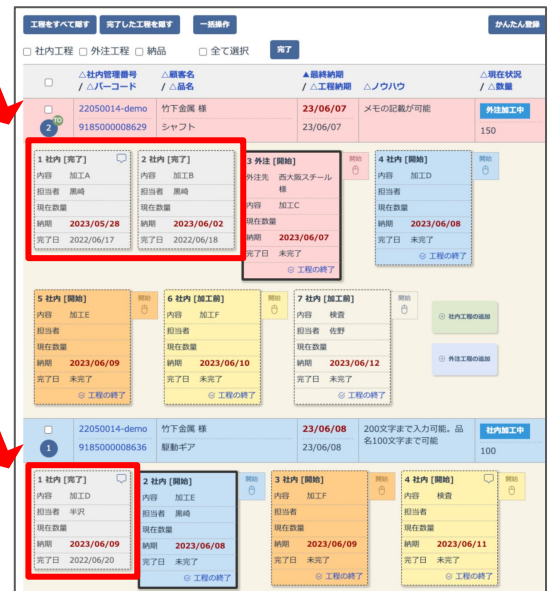 工程をすべて隠す 完了した工程を隠す 一括操作 かんたん登録
社内工程 外注工程 納品 全て選択 完了
△社内管理番号 △顧客名 ▲最終納期 △現在状況
/ △バーコード / △品名 / △工程納期 △ノウハウ / △数量
22050014-demo 竹下金属 様 23/06/07 メモの記載が可能 外注加工中
2 TO 9185000008629 シャフト 23/06/07 150
1 社内 [完了]
内容 加工A
担当者 黒崎
現在数量
納期 2023/05/28
完了日 2022/06/17
2 社内 [完了]
内容 加工B
担当者 黒崎
現在数量
納期 2023/06/02
完了日 2022/06/18
3 外注 [開始] 開始
外注先 西大阪スチール
様
内容 加工C
現在数量
納期 2023/06/07
完了日 未完了
工程の終了
4 社内 [開始] 開始
内容 加工D
担当者
現在数量
納期 2023/06/08
完了日 未完了
工程の終了
5 社内 [開始] 開始
内容 加工E
担当者
現在数量
納期 2023/06/09
完了日 未完了
工程の終了
6 社内 [加工前] 開始
内容 加工F
担当者
現在数量
納期 2023/06/10
完了日 未完了
工程の終了
7 社内 [加工前] 開始
内容 検査
担当者 佐野
現在数量
納期 2023/06/12
完了日 未完了
工程の終了
社内工程の追加
外注工程の追加
22050014-demo 竹下金属 様 23/06/08 200文字まで入力可能。品 社内加工中
名100文字まで可能
1 9185000008636 駆動ギア 23/06/08 100
1 社内 [完了]
内容 加工D
担当者 半沢
現在数量
納期 2023/06/09
完了日 2022/06/20
2 社内 [開始] 開始
内容 加工E
担当者 黒崎
現在数量
納期 2023/06/08
完了日 未完了
工程の終了
3 社内 [開始] 開始
内容 加工F
担当者
現在数量
納期 2023/06/09
完了日 未完了
工程の終了
4 社内 [開始] 開始
内容 検査
担当者
現在数量
納期 2023/06/11
完了日 未完了
工程の終了